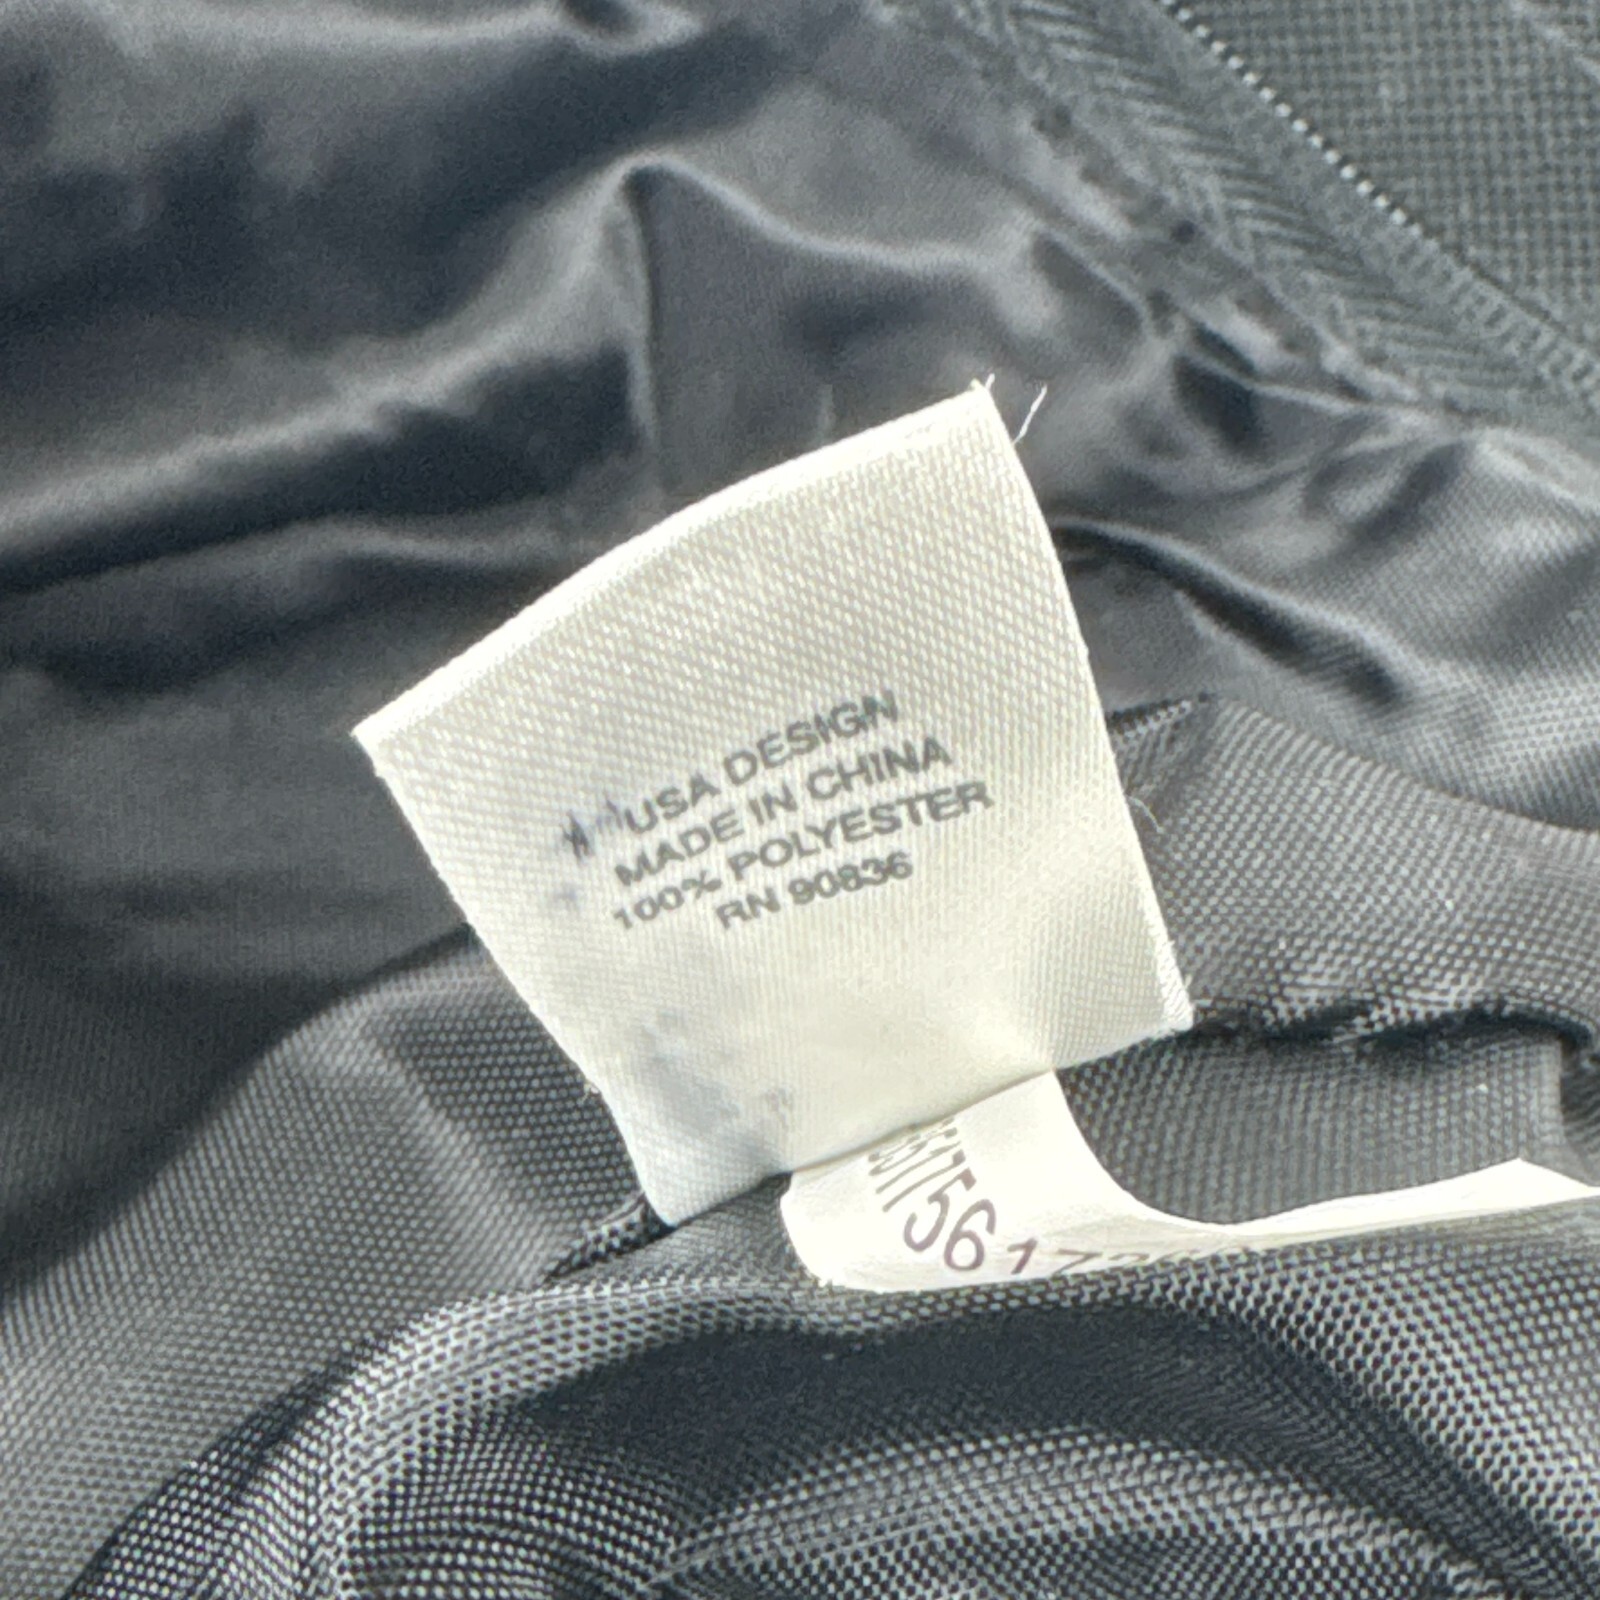 USA DESIGN
MADE IN CHINA
100% POLYESTER
RN 90836